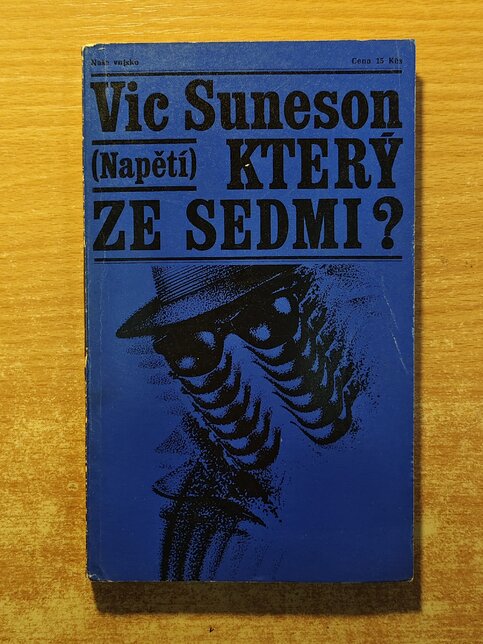 Naše vojsko Cena 15 Kčs
Vic Suneson
(Napětí) KTERÝ
ZE SEDMI?